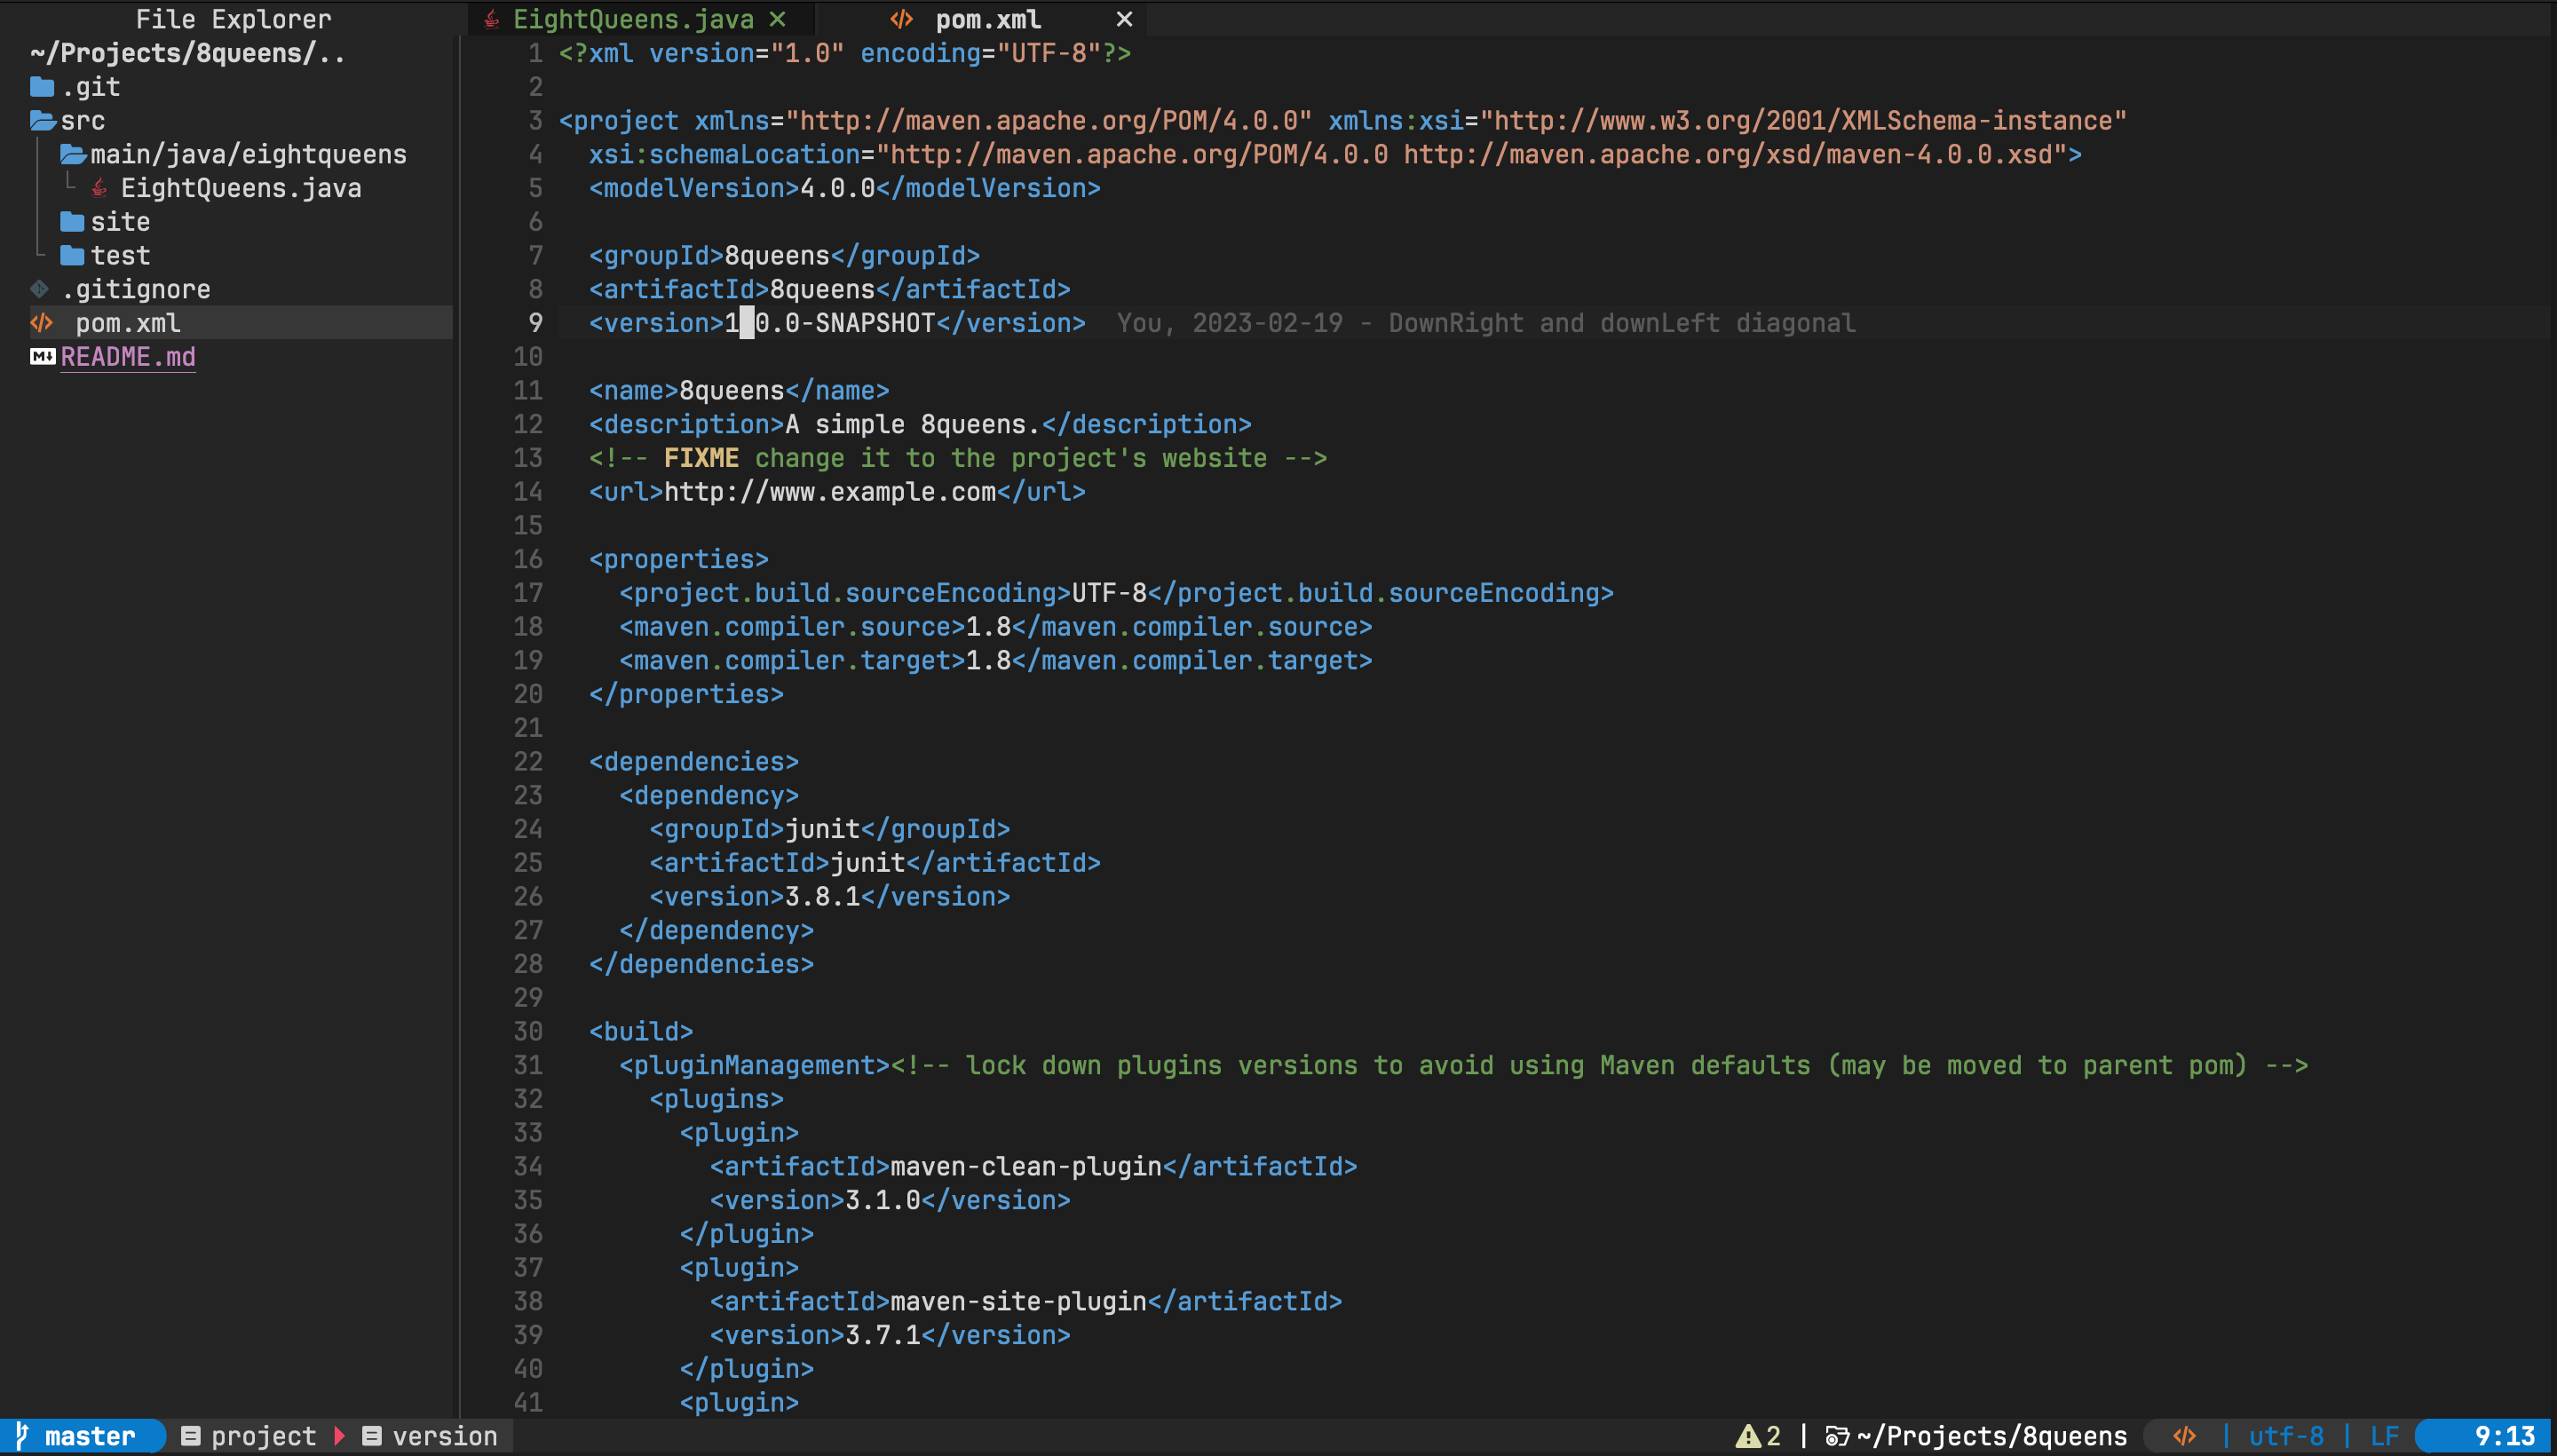 File Explorer
~/Projects/8queens/..
.git
src
main/java/eightqueens
EightQueens.java
site
test
.gitignore
pom.xml
README.md
EightQueens.java ✕ </> pom.xml ✕
1 <?xml version="1.0" encoding="UTF-8"?>
2
3 <project xmlns="http://maven.apache.org/POM/4.0.0" xmlns:xsi="http://www.w3.org/2001/XMLSchema-instance"
4   xsi:schemaLocation="http://maven.apache.org/POM/4.0.0 http://maven.apache.org/xsd/maven-4.0.0.xsd">
5   <modelVersion>4.0.0</modelVersion>
6
7   <groupId>8queens</groupId>
8   <artifactId>8queens</artifactId>
9   <version>1 0.0-SNAPSHOT</version>  You, 2023-02-19 - DownRight and downLeft diagonal
10
11   <name>8queens</name>
12   <description>A simple 8queens.</description>
13   <!-- FIXME change it to the project's website -->
14   <url>http://www.example.com</url>
15
16   <properties>
17     <project.build.sourceEncoding>UTF-8</project.build.sourceEncoding>
18     <maven.compiler.source>1.8</maven.compiler.source>
19     <maven.compiler.target>1.8</maven.compiler.target>
20   </properties>
21
22   <dependencies>
23     <dependency>
24       <groupId>junit</groupId>
25       <artifactId>junit</artifactId>
26       <version>3.8.1</version>
27     </dependency>
28   </dependencies>
29
30   <build>
31     <pluginManagement><!-- lock down plugins versions to avoid using Maven defaults (may be moved to parent pom) -->
32       <plugins>
33         <plugin>
34           <artifactId>maven-clean-plugin</artifactId>
35           <version>3.1.0</version>
36         </plugin>
37         <plugin>
38           <artifactId>maven-site-plugin</artifactId>
39           <version>3.7.1</version>
40         </plugin>
41         <plugin>
master project version 2 | ~/Projects/8queens </> | utf-8 | LF 9:13